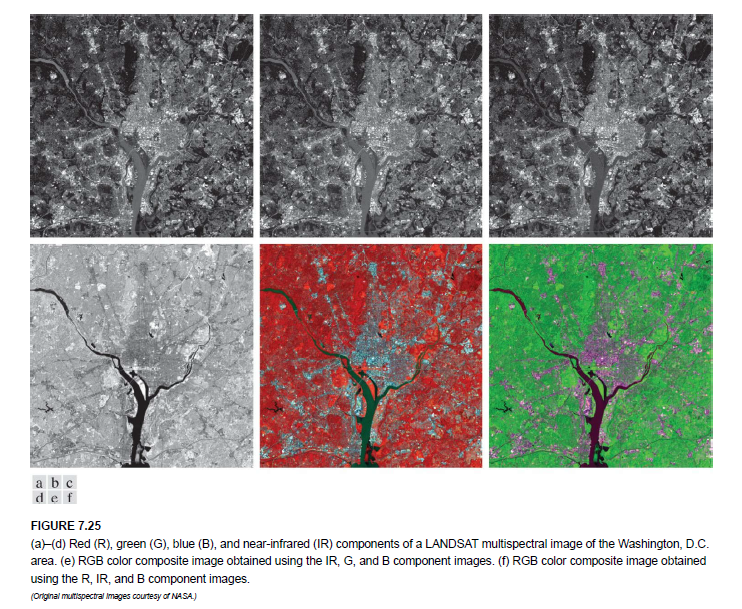 a b c
d e f
FIGURE 7.25
(a)–(d) Red (R), green (G), blue (B), and near-infrared (IR) components of a LANDSAT multispectral image of the Washington, D.C.
area. (e) RGB color composite image obtained using the IR, G, and B component images. (f) RGB color composite image obtained
using the R, IR, and B component images.
(Original multispectral images courtesy of NASA.)